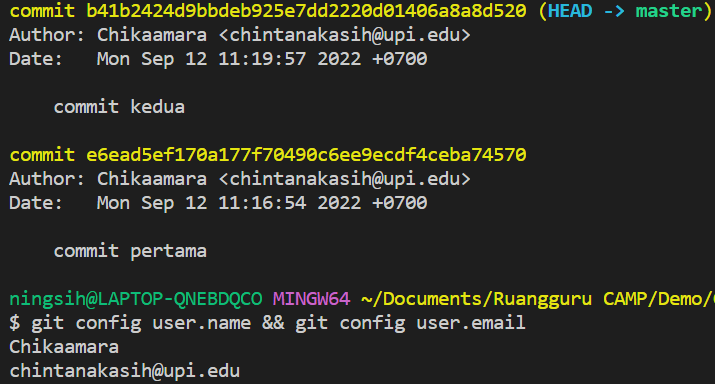 commit b41b2424d9bbdeb925e7dd2220d01406a8a8d520 (HEAD -> master)
Author: Chikaamara <chintanakasih@upi.edu>
Date:   Mon Sep 12 11:19:57 2022 +0700
commit kedua
commit e6ead5ef170a177f70490c6ee9ecdf4ceba74570
Author: Chikaamara <chintanakasih@upi.edu>
Date:   Mon Sep 12 11:16:54 2022 +0700
commit pertama
ningsih@LAPTOP-QNEBDQCO MINGW64 ~/Documents/Ruangguru CAMP/Demo/
$ git config user.name && git config user.email
Chikaamara
chintanakasih@upi.edu